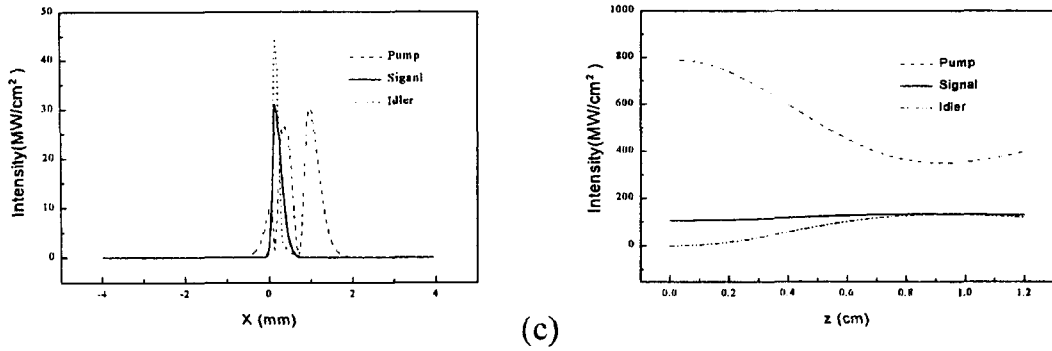 50
40
30
20
10
0
-4
-2
0
2
4
Intensity(MW/cm²)
X (mm)
Pump
Siganl
Idler
(c)
1000
800
600
400
200
0
0.0
0.2
0.4
0.6
0.8
1.0
1.2
Intensity(MW/cm²)
z (cm)
Pump
Signal
Idler